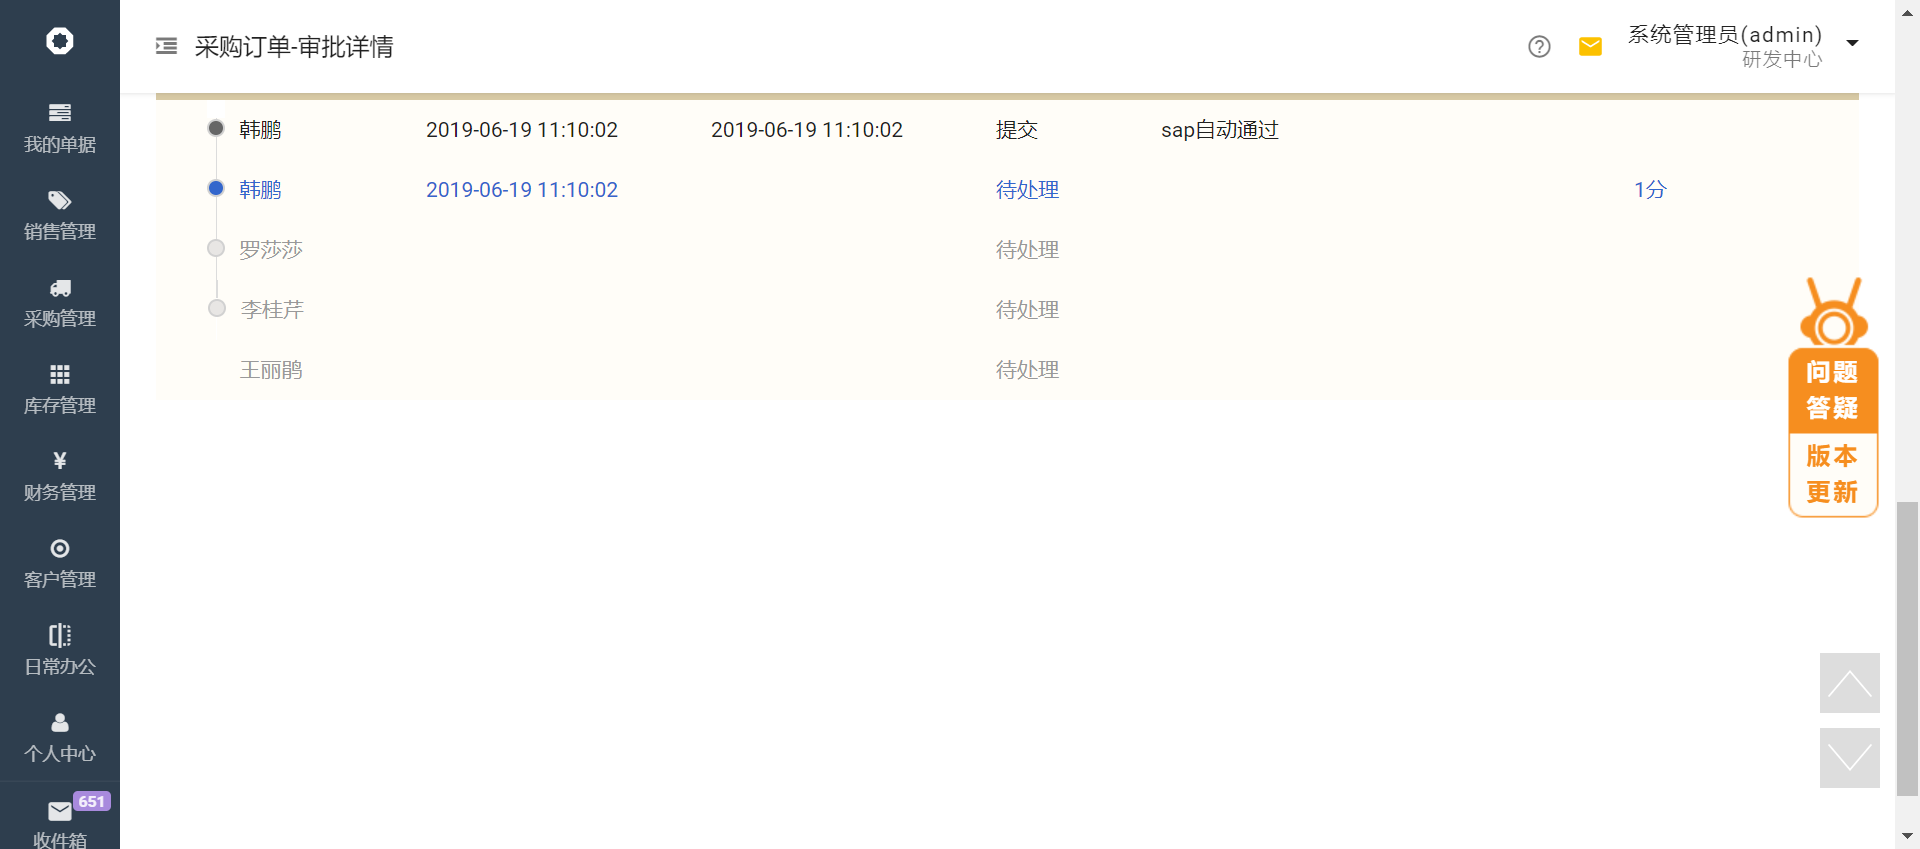 采购订单-审批详情
系统管理员(admin)
研发中心
我的单据
销售管理
采购管理
库存管理
¥
财务管理
客户管理
日常办公
个人中心
651
收件箱
韩鹏 2019-06-19 11:10:02 2019-06-19 11:10:02 提交 sap自动通过
韩鹏 2019-06-19 11:10:02 待处理 1分
罗莎莎 待处理
李桂芹 待处理
王丽鹃 待处理
问题
答疑
版本
更新